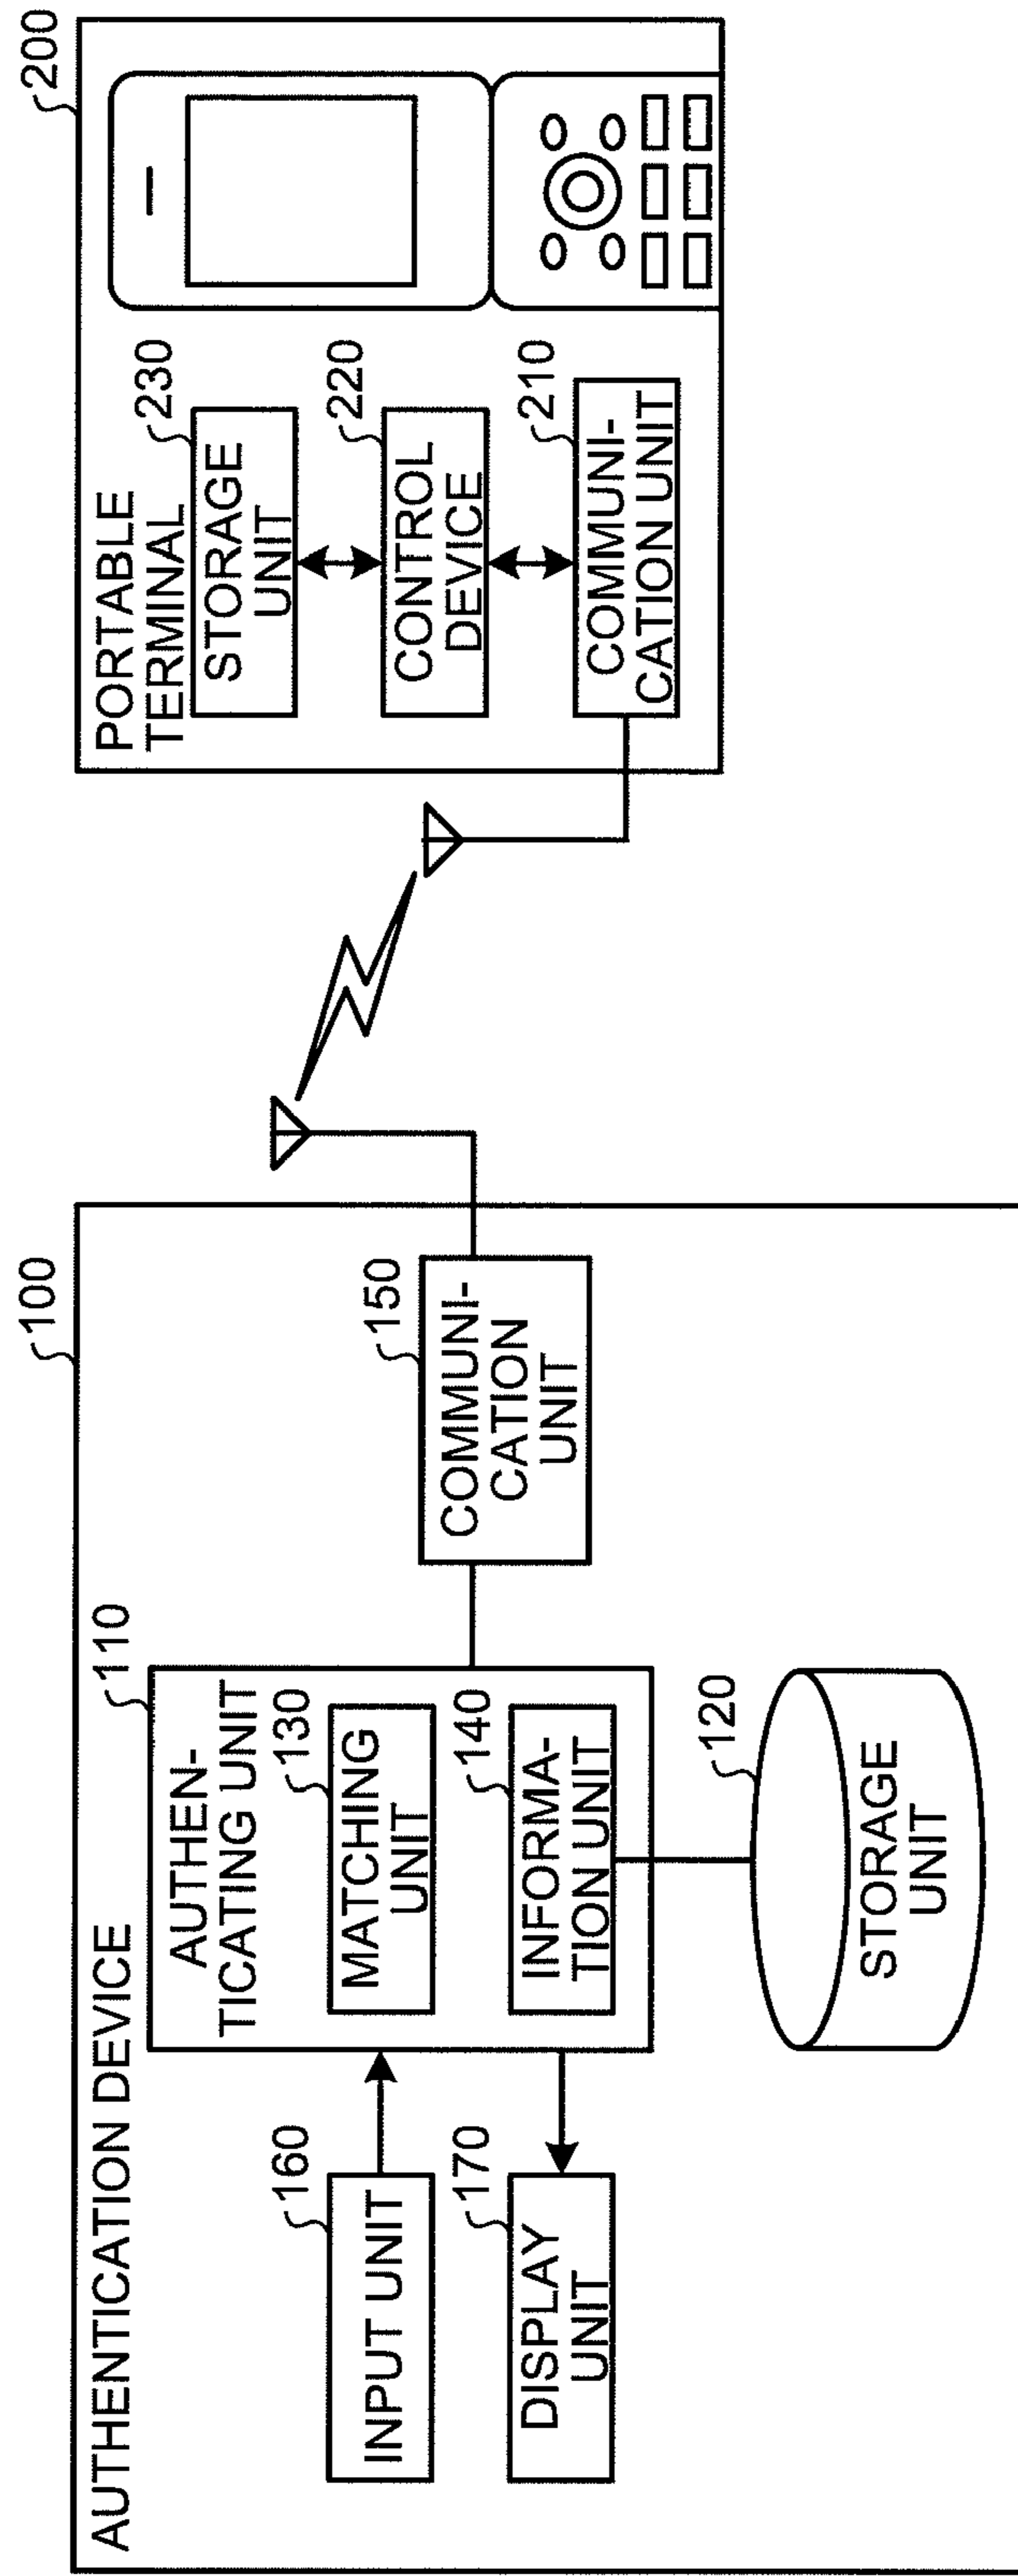 100
AUTHENTICATION DEVICE
110
AUTHEN-
TICATING UNIT
130
MATCHING
UNIT
140
INFORMA-
TION UNIT
160
INPUT UNIT
170
DISPLAY
UNIT
120
STORAGE
UNIT
150
COMMUNI-
CATION
UNIT
200
PORTABLE
TERMINAL
230
STORAGE
UNIT
220
CONTROL
DEVICE
210
COMMUNI-
CATION UNIT